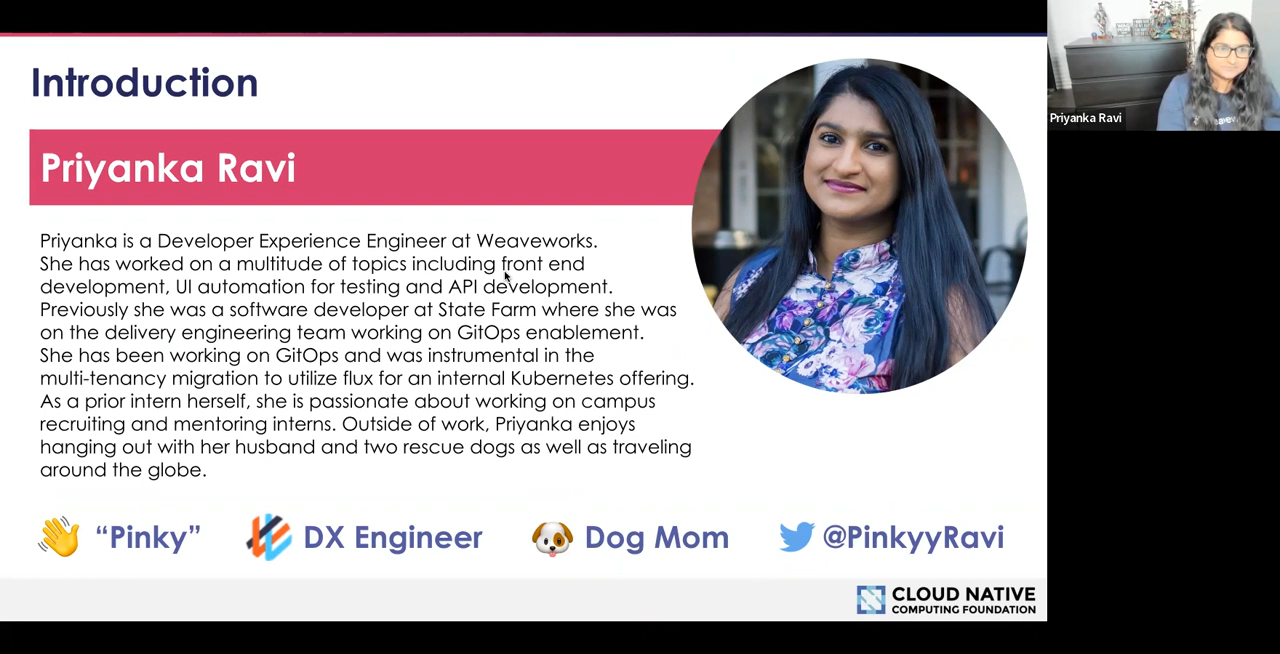 Introduction
Priyanka Ravi
Priyanka Ravi
Priyanka is a Developer Experience Engineer at Weaveworks.
She has worked on a multitude of topics including front end
development, UI automation for testing and API development.
Previously she was a software developer at State Farm where she was
on the delivery engineering team working on GitOps enablement.
She has been working on GitOps and was instrumental in the
multi-tenancy migration to utilize flux for an internal Kubernetes offering.
As a prior intern herself, she is passionate about working on campus
recruiting and mentoring interns. Outside of work, Priyanka enjoys
hanging out with her husband and two rescue dogs as well as traveling
around the globe.
“Pinky”
DX Engineer
Dog Mom
@PinkyyRavi
CLOUD NATIVE
COMPUTING FOUNDATION